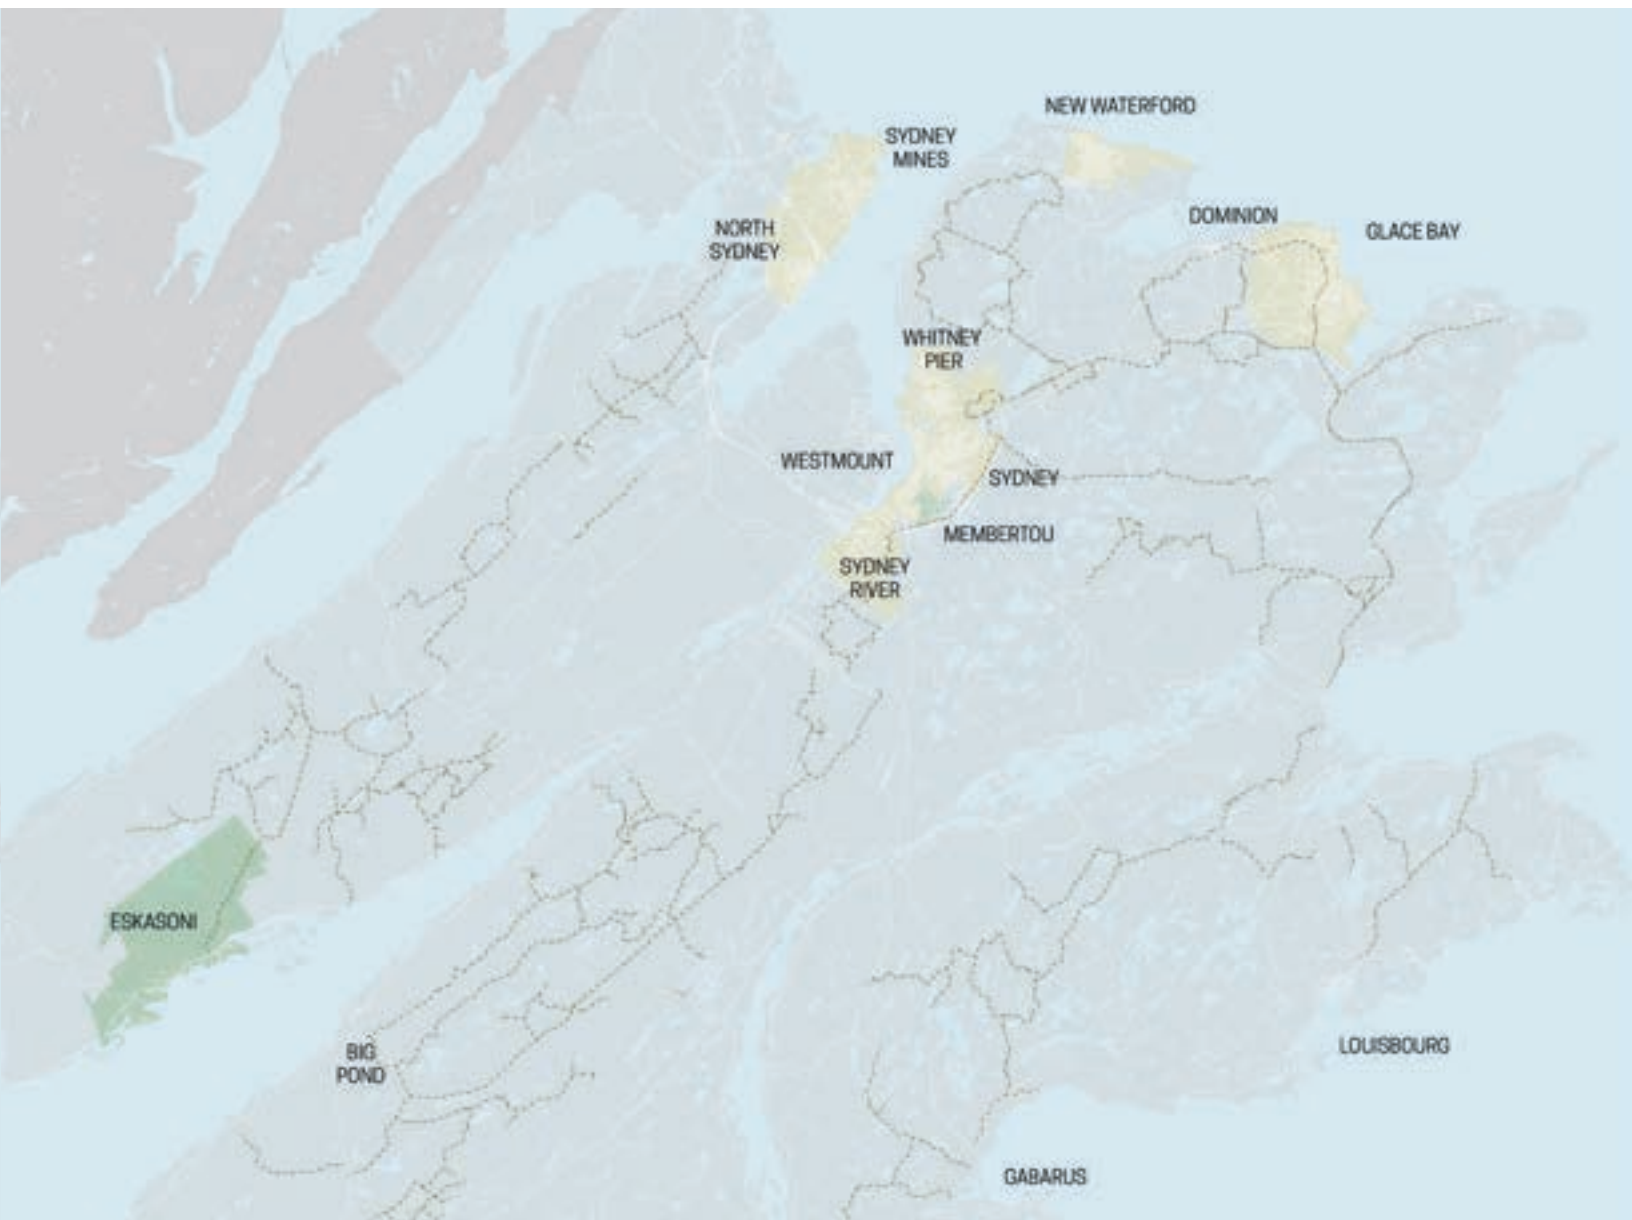 NEW WATERFORD
SYDNEY
MINES
DOMINION
GLACE BAY
NORTH
SYDNEY
WHITNEY
PIER
WESTMOUNT
SYDNEY
MEMBERTOU
SYDNEY
RIVER
ESKASONI
BIG
POND
LOUISBOURG
GABARUS